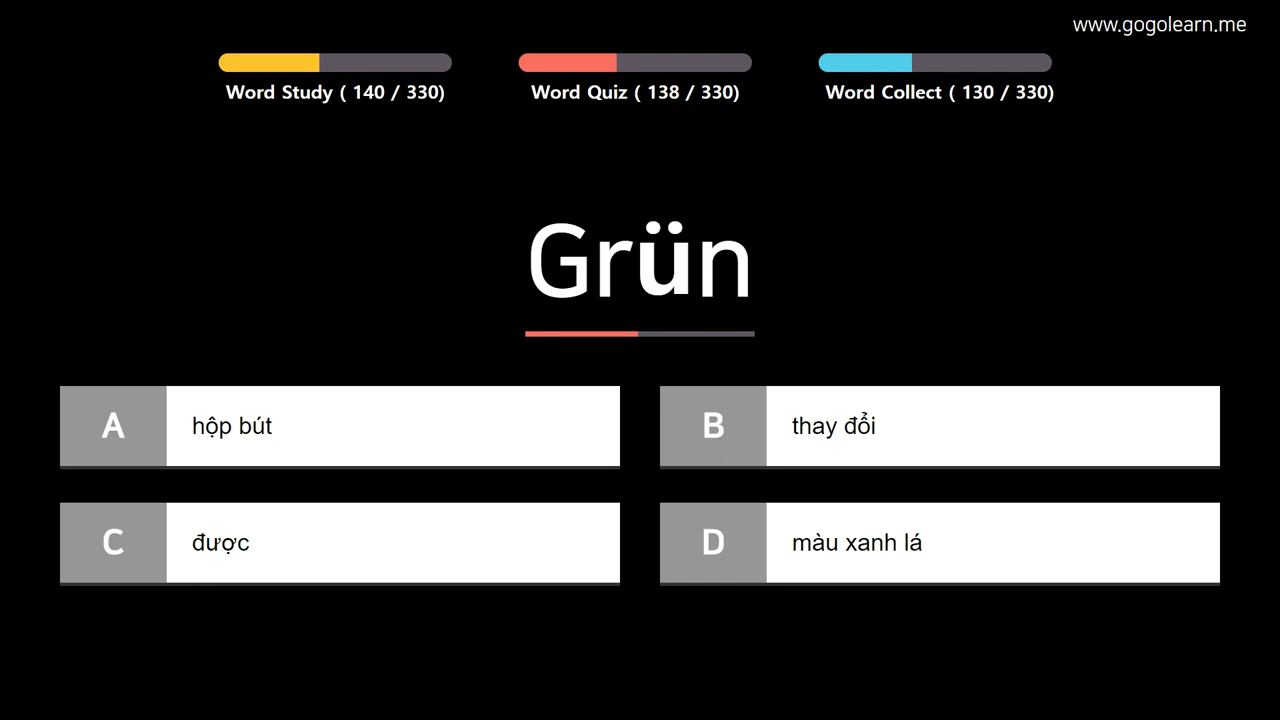 www.gogolearn.me
Word Study ( 140 / 330)
Word Quiz ( 138 / 330)
Word Collect ( 130 / 330)
Grün
A hộp bút
B thay đổi
C được
D màu xanh lá